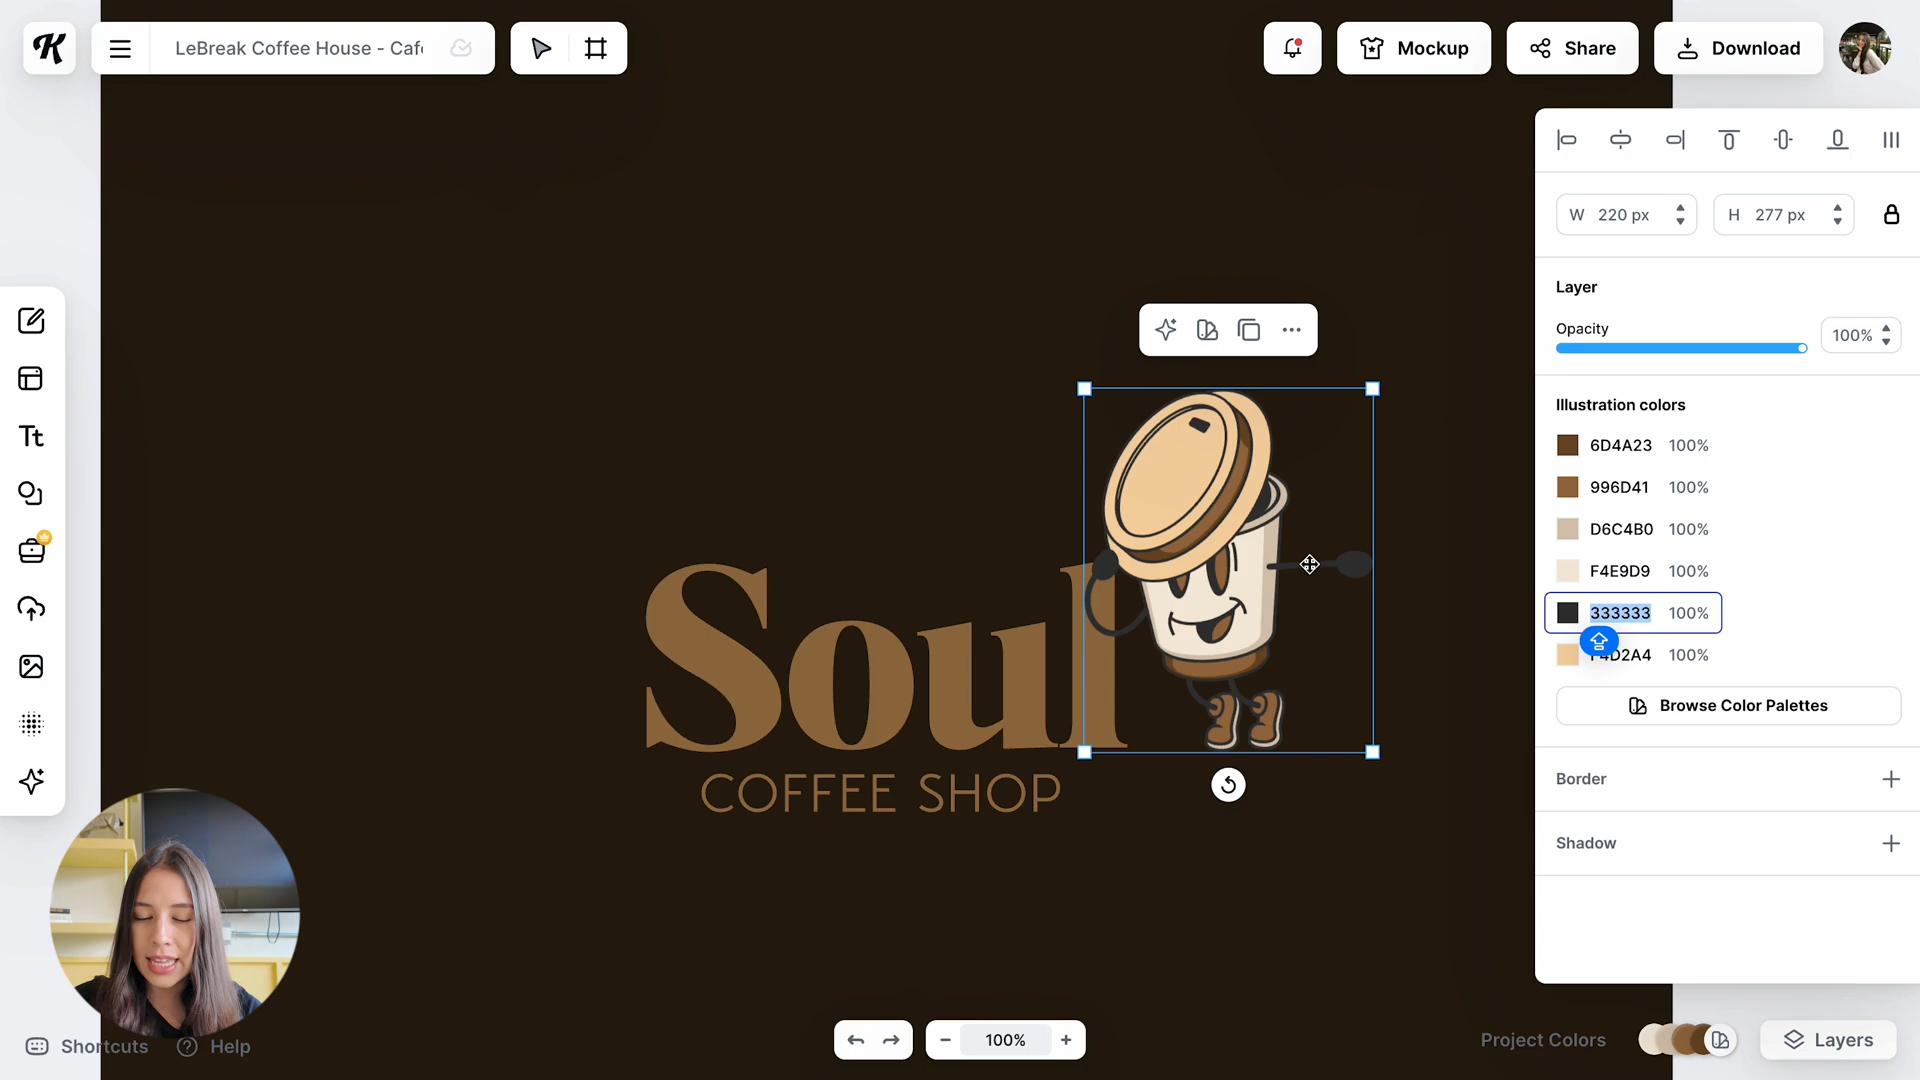 K
LeBreak Coffee House - Caf
Mockup
Share
Download
W 220 px
H 277 px
Layer
Opacity
100%
Illustration colors
6D4A23 100%
996D41 100%
D6C4B0 100%
F4E9D9 100%
333333 100%
F4D2A4 100%
Browse Color Palettes
Border
Shadow
Tt
Soul
COFFEE SHOP
Shortcuts
Help
100%
Project Colors
Layers